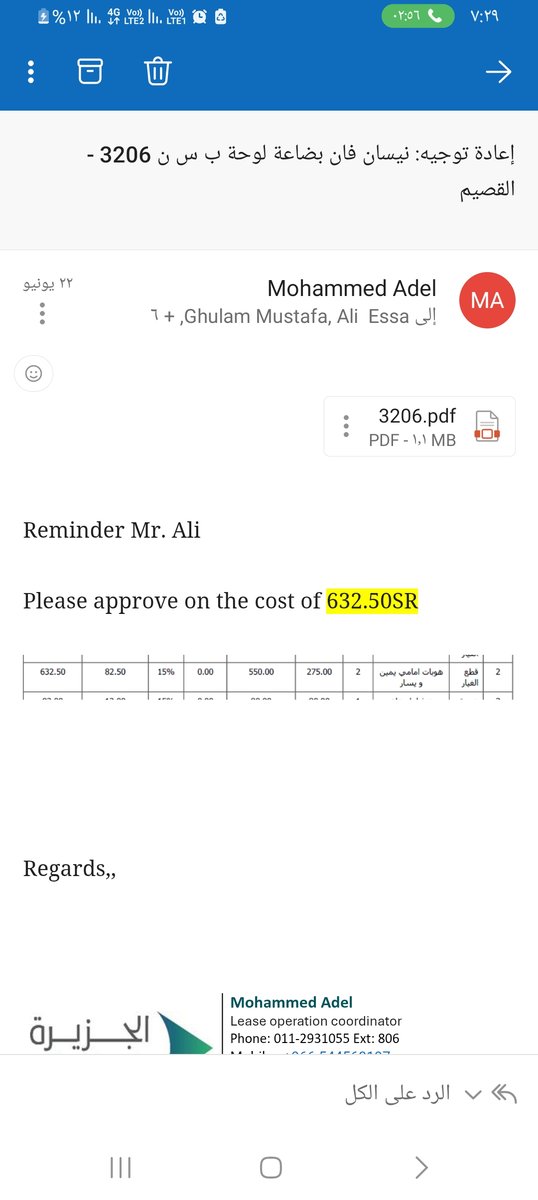 %١٢ 4G Vo)) LTE2 Vo)) LTE1 ٠٢:٥٦ ٧:٢٩
إعادة توجيه: نيسان فان بضاعة لوحة ب س ن 3206 -
القصيم
Mohammed Adel
٢٢ يونيو
MA
إلى Ghulam Mustafa, Ali Essa, + ٦
3206.pdf
PDF - ١,١ MB
Reminder Mr. Ali
Please approve on the cost of 632.50SR
632.50 82.50 15% 0.00 550.00 275.00 2 هوبات امامي يمين و يسار قطع الغيار 2
Regards,,
الجزيرة
Mohammed Adel
Lease operation coordinator
Phone: 011-2931055 Ext: 806
الرد على الكل